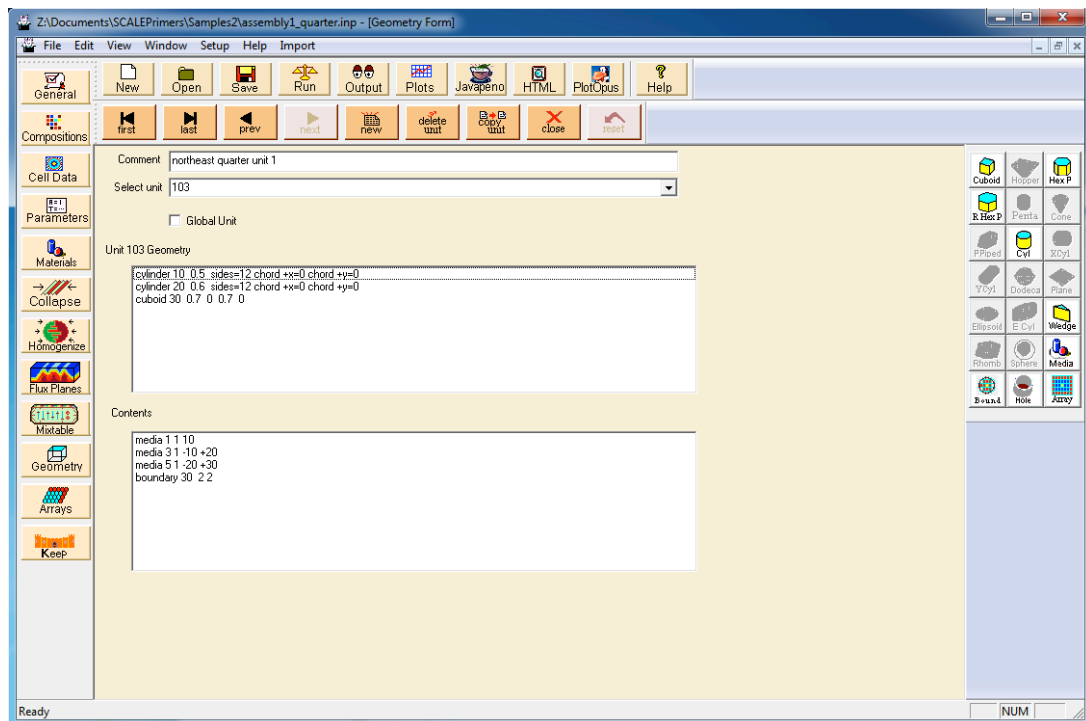 Z:\Documents\SCALEPrimers\Samples2\assembly1_quarter.inp - [Geometry Form]
File Edit View Window Setup Help Import
General
New Open Save Run Output Plots Javapeno HTML PlotOpus Help
Compositions
first last prev next new delete unit copy unit close reset
Cell Data
Parameters
Materials
Collapse
Homogenize
Flux Planes
Mixtable
Geometry
Arrays
Keep
Comment northeast quarter unit 1
Select unit 103
Global Unit
Unit 103 Geometry
cylinder 10 0.5 sides=12 chord +x=0 chord +y=0
cylinder 20 0.6 sides=12 chord +x=0 chord +y=0
cuboid 30 0.7 0 0.7 0
Contents
media 1 1 10
media 3 1 -10 +20
media 5 1 -20 +30
boundary 30 2 2
Cuboid Hopper Hex P
R Hex P Penta Cone
PPiped Cyl XCyl
YCyl Dodeca Plane
Ellipsoid E Cyl Wedge
Rhomb Sphere Media
Bound Hole Array
Ready
NUM